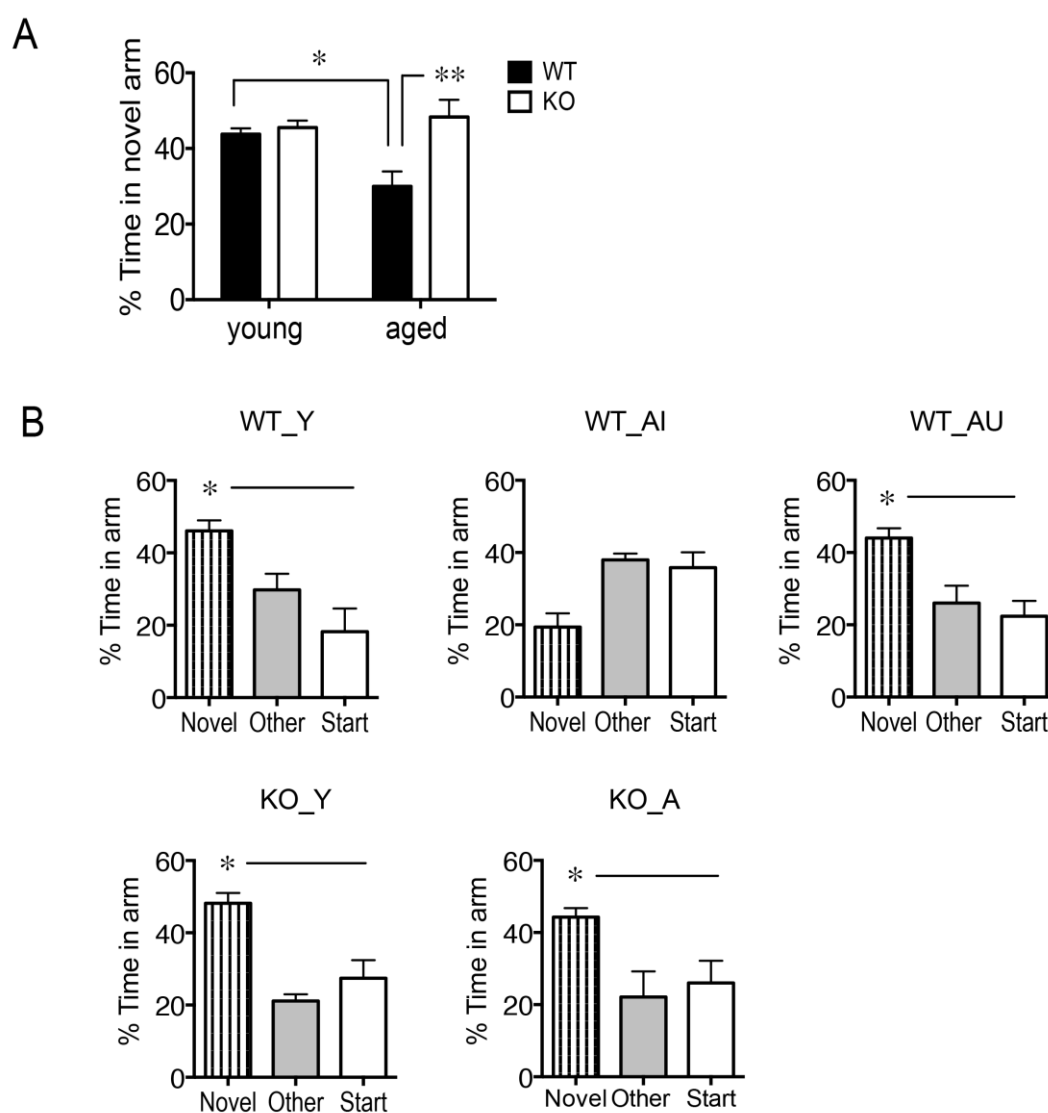 A
% Time in novel arm
60
40
20
0
*
**
WT
KO
young aged
B
WT_Y
% Time in arm
60
40
20
0
*
Novel Other Start
WT_AI
% Time in arm
60
40
20
0
Novel Other Start
WT_AU
% Time in arm
60
40
20
0
*
Novel Other Start
KO_Y
% Time in arm
60
40
20
0
*
Novel Other Start
KO_A
% Time in arm
60
40
20
0
*
Novel Other Start